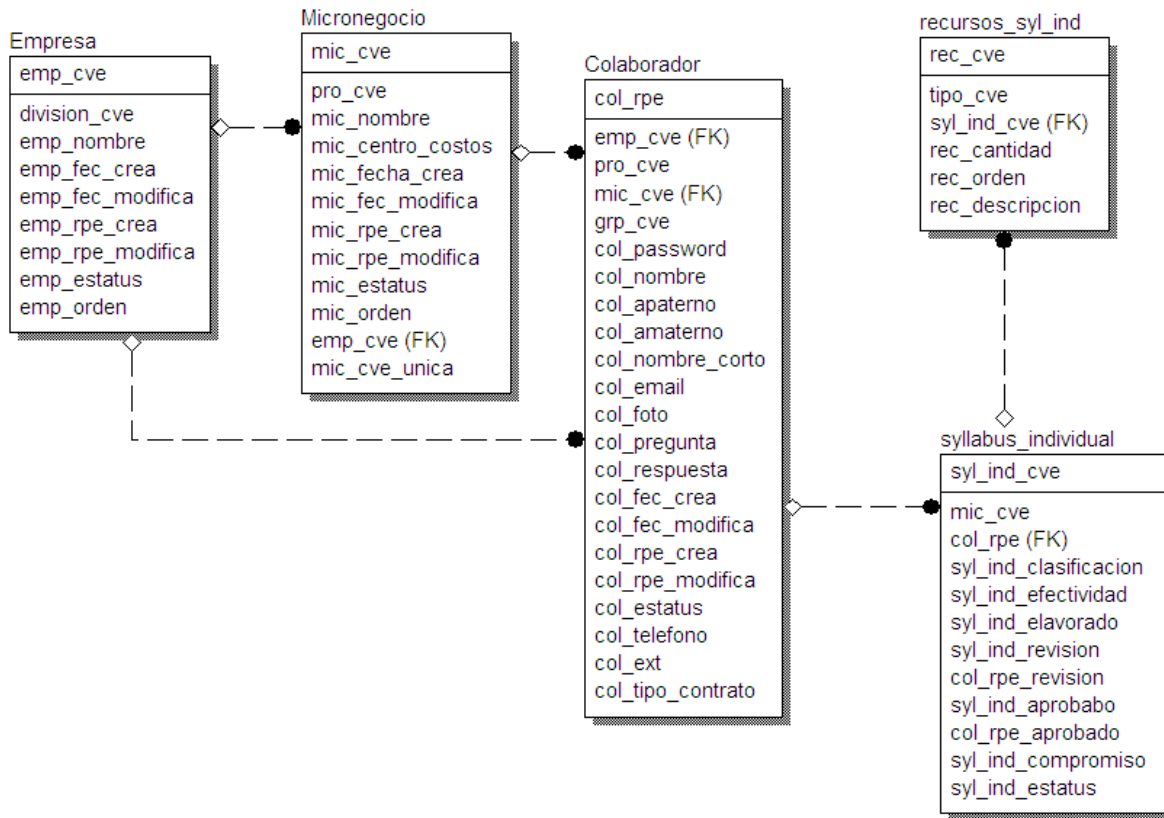 Empresa
emp_cve
division_cve
emp_nombre
emp_fec_crea
emp_fec_modifica
emp_rpe_crea
emp_rpe_modifica
emp_estatus
emp_orden
Micronegocio
mic_cve
pro_cve
mic_nombre
mic_centro_costos
mic_fecha_crea
mic_fec_modifica
mic_rpe_crea
mic_rpe_modifica
mic_estatus
mic_orden
emp_cve (FK)
mic_cve_unica
Colaborador
col_rpe
emp_cve (FK)
pro_cve
mic_cve (FK)
grp_cve
col_password
col_nombre
col_apaterno
col_amaterno
col_nombre_corto
col_email
col_foto
col_pregunta
col_respuesta
col_fec_crea
col_fec_modifica
col_rpe_crea
col_rpe_modifica
col_estatus
col_telefono
col_ext
col_tipo_contrato
recursos_syl_ind
rec_cve
tipo_cve
syl_ind_cve (FK)
rec_cantidad
rec_orden
rec_descripcion
syllabus_individual
syl_ind_cve
mic_cve
col_rpe (FK)
syl_ind_clasificacion
syl_ind_efectividad
syl_ind_elavorado
syl_ind_revision
col_rpe_revision
syl_ind_aprobabo
col_rpe_aprobado
syl_ind_compromiso
syl_ind_estatus